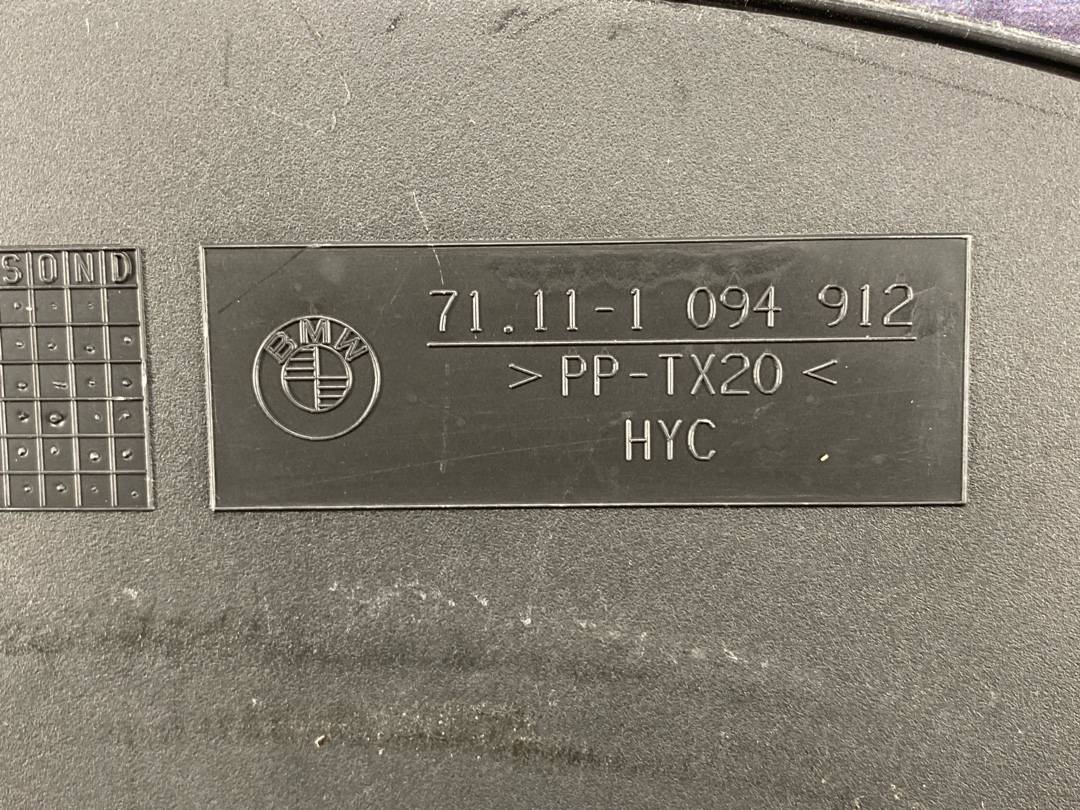 SOND
BMW
71.11-1 094 912
>PP-TX20<
HYC